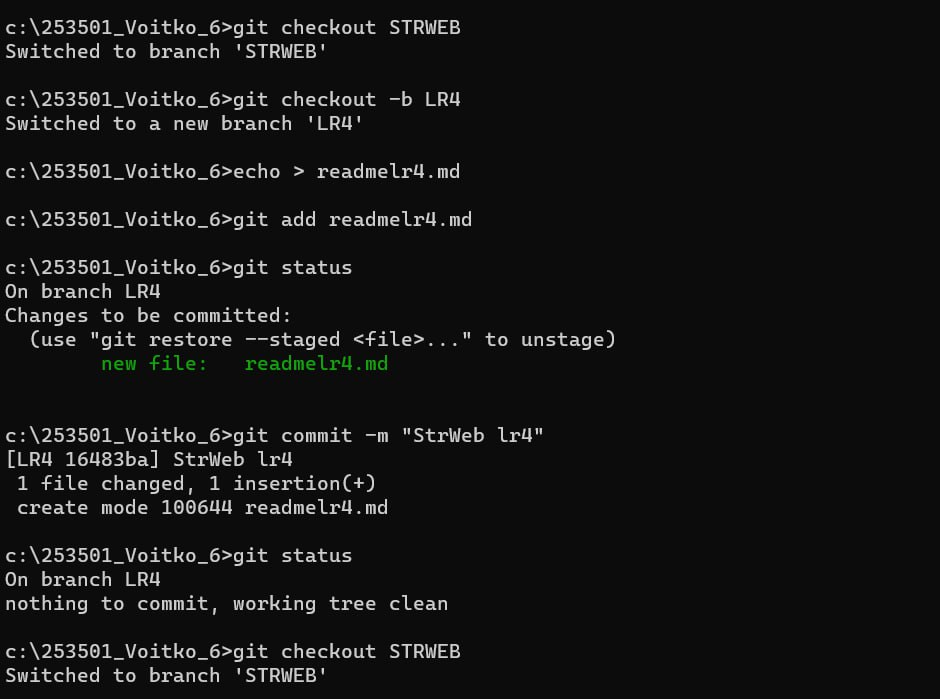 c:\253501_Voitko_6>git checkout STRWEB
Switched to branch 'STRWEB'
c:\253501_Voitko_6>git checkout -b LR4
Switched to a new branch 'LR4'
c:\253501_Voitko_6>echo > readmelr4.md
c:\253501_Voitko_6>git add readmelr4.md
c:\253501_Voitko_6>git status
On branch LR4
Changes to be committed:
  (use "git restore --staged <file>..." to unstage)
        new file:   readmelr4.md
c:\253501_Voitko_6>git commit -m "StrWeb lr4"
[LR4 16483ba] StrWeb lr4
 1 file changed, 1 insertion(+)
 create mode 100644 readmelr4.md
c:\253501_Voitko_6>git status
On branch LR4
nothing to commit, working tree clean
c:\253501_Voitko_6>git checkout STRWEB
Switched to branch 'STRWEB'